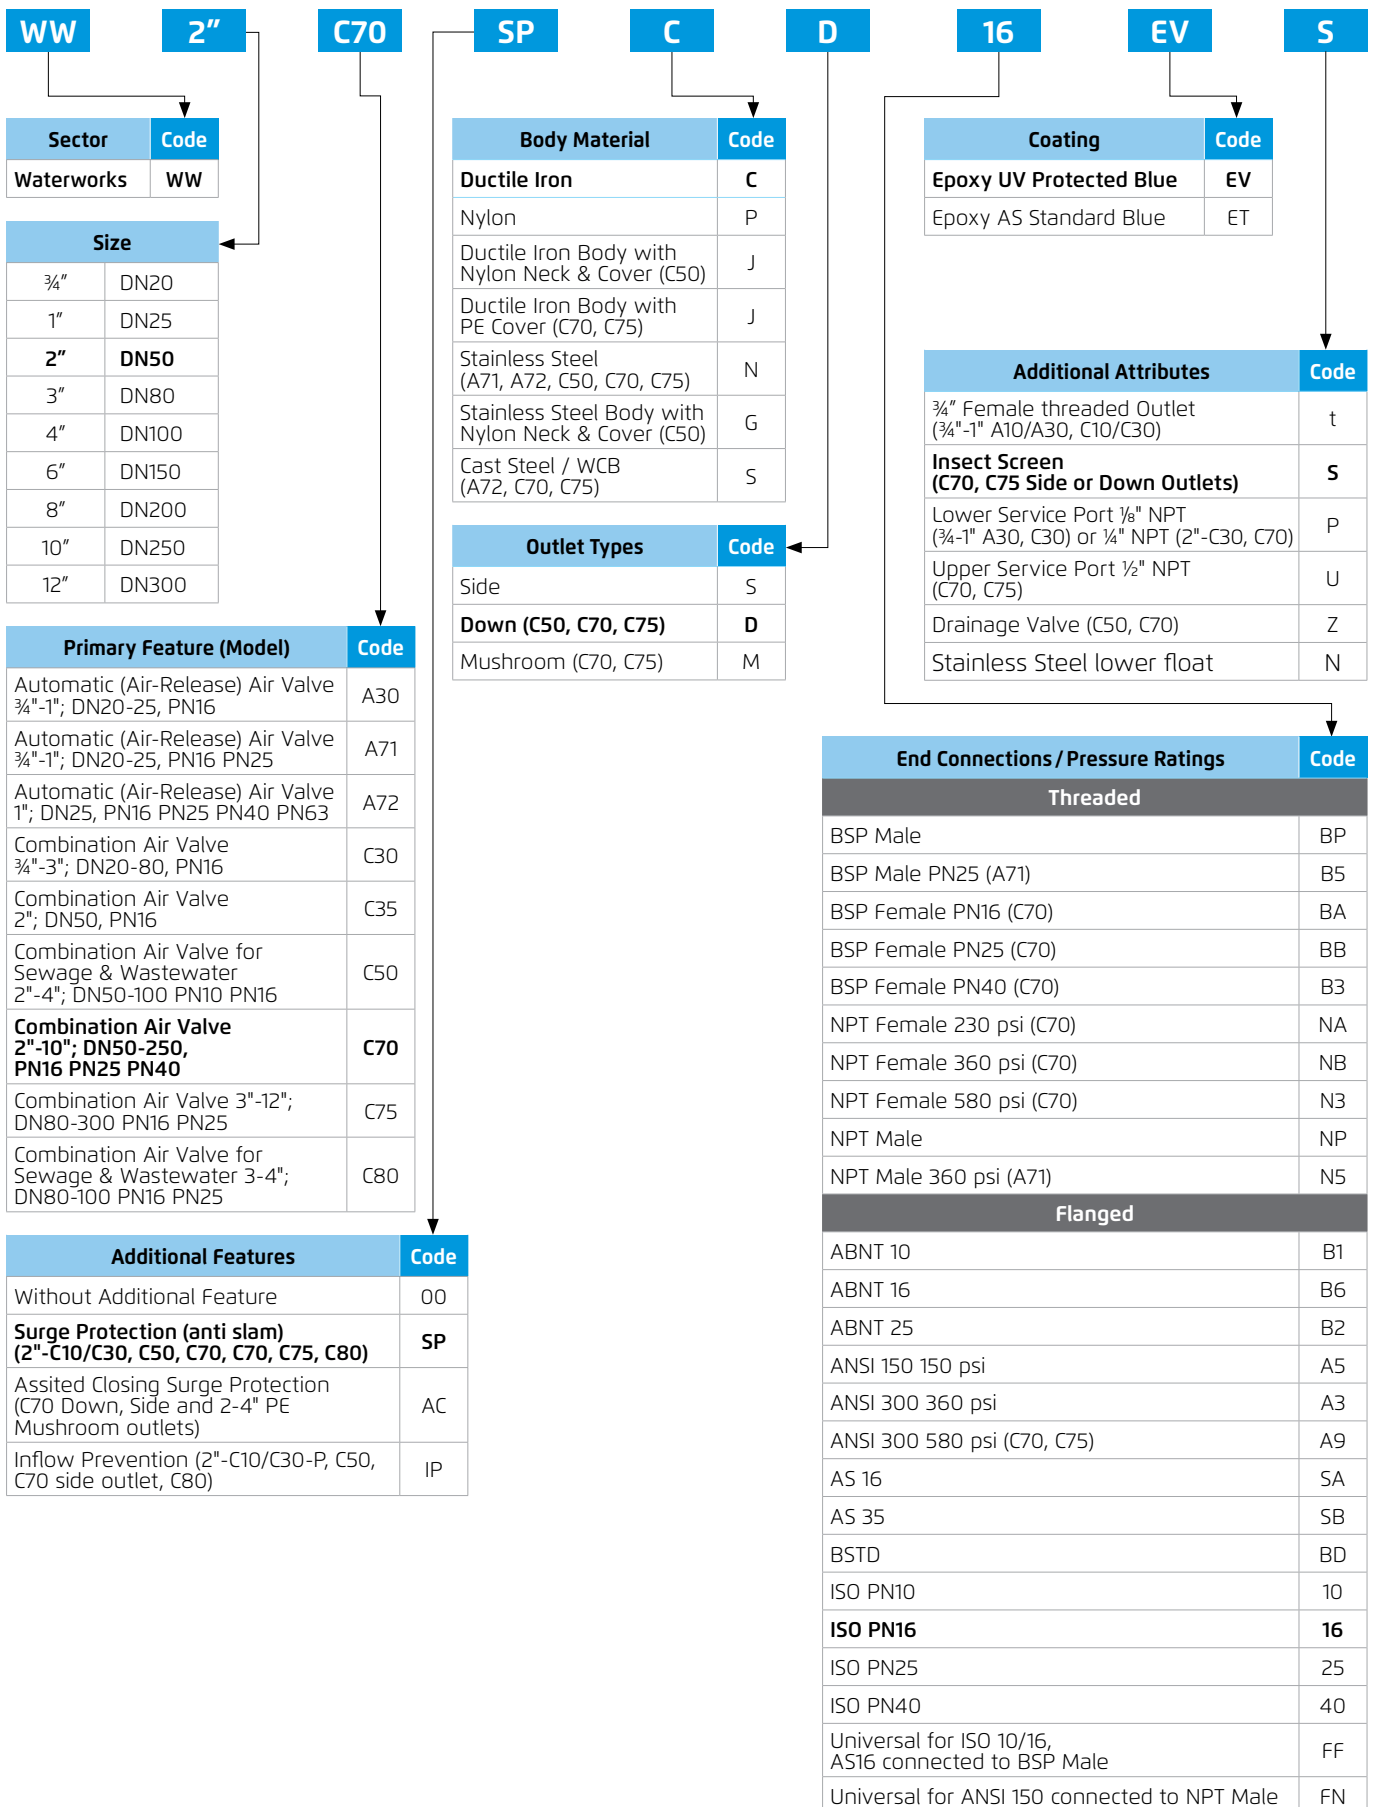 WW 2″ C70 SP C D 16 EV S
Sector Code
Waterworks WW
Size
¾″ DN20
1″ DN25
2″ DN50
3″ DN80
4″ DN100
6″ DN150
8″ DN200
10″ DN250
12″ DN300
Primary Feature (Model) Code
Automatic (Air-Release) Air Valve
¾"-1"; DN20-25, PN16 A30
Automatic (Air-Release) Air Valve
¾"-1"; DN20-25, PN16 PN25 A71
Automatic (Air-Release) Air Valve
1"; DN25, PN16 PN25 PN40 PN63 A72
Combination Air Valve
¾"-3"; DN20-80, PN16 C30
Combination Air Valve
2"; DN50, PN16 C35
Combination Air Valve for
Sewage & Wastewater C50
2"-4"; DN50-100 PN10 PN16
Combination Air Valve
2"-10"; DN50-250, C70
PN16 PN25 PN40
Combination Air Valve 3"-12";
DN80-300 PN16 PN25 C75
Combination Air Valve for
Sewage & Wastewater 3-4"; C80
DN80-100 PN16 PN25
Additional Features Code
Without Additional Feature 00
Surge Protection (anti slam)
(2"-C10/C30, C50, C70, C70, C75, C80) SP
Assited Closing Surge Protection
(C70 Down, Side and 2-4" PE AC
Mushroom outlets)
Inflow Prevention (2"-C10/C30-P, C50,
C70 side outlet, C80) IP
Body Material Code
Ductile Iron C
Nylon P
Ductile Iron Body with
Nylon Neck & Cover (C50) J
Ductile Iron Body with
PE Cover (C70, C75) J
Stainless Steel
(A71, A72, C50, C70, C75) N
Stainless Steel Body with
Nylon Neck & Cover (C50) G
Cast Steel / WCB
(A72, C70, C75) S
Outlet Types Code
Side S
Down (C50, C70, C75) D
Mushroom (C70, C75) M
Coating Code
Epoxy UV Protected Blue EV
Epoxy AS Standard Blue ET
Additional Attributes Code
¾″ Female threaded Outlet
(¾"-1" A10/A30, C10/C30) t
Insect Screen
(C70, C75 Side or Down Outlets) S
Lower Service Port ⅛" NPT
(¾-1" A30, C30) or ¼" NPT (2"-C30, C70) P
Upper Service Port ½" NPT
(C70, C75) U
Drainage Valve (C50, C70) Z
Stainless Steel lower float N
End Connections / Pressure Ratings Code
Threaded
BSP Male BP
BSP Male PN25 (A71) B5
BSP Female PN16 (C70) BA
BSP Female PN25 (C70) BB
BSP Female PN40 (C70) B3
NPT Female 230 psi (C70) NA
NPT Female 360 psi (C70) NB
NPT Female 580 psi (C70) N3
NPT Male NP
NPT Male 360 psi (A71) N5
Flanged
ABNT 10 B1
ABNT 16 B6
ABNT 25 B2
ANSI 150 150 psi A5
ANSI 300 360 psi A3
ANSI 300 580 psi (C70, C75) A9
AS 16 SA
AS 35 SB
BSTD BD
ISO PN10 10
ISO PN16 16
ISO PN25 25
ISO PN40 40
Universal for ISO 10/16,
AS16 connected to BSP Male FF
Universal for ANSI 150 connected to NPT Male FN